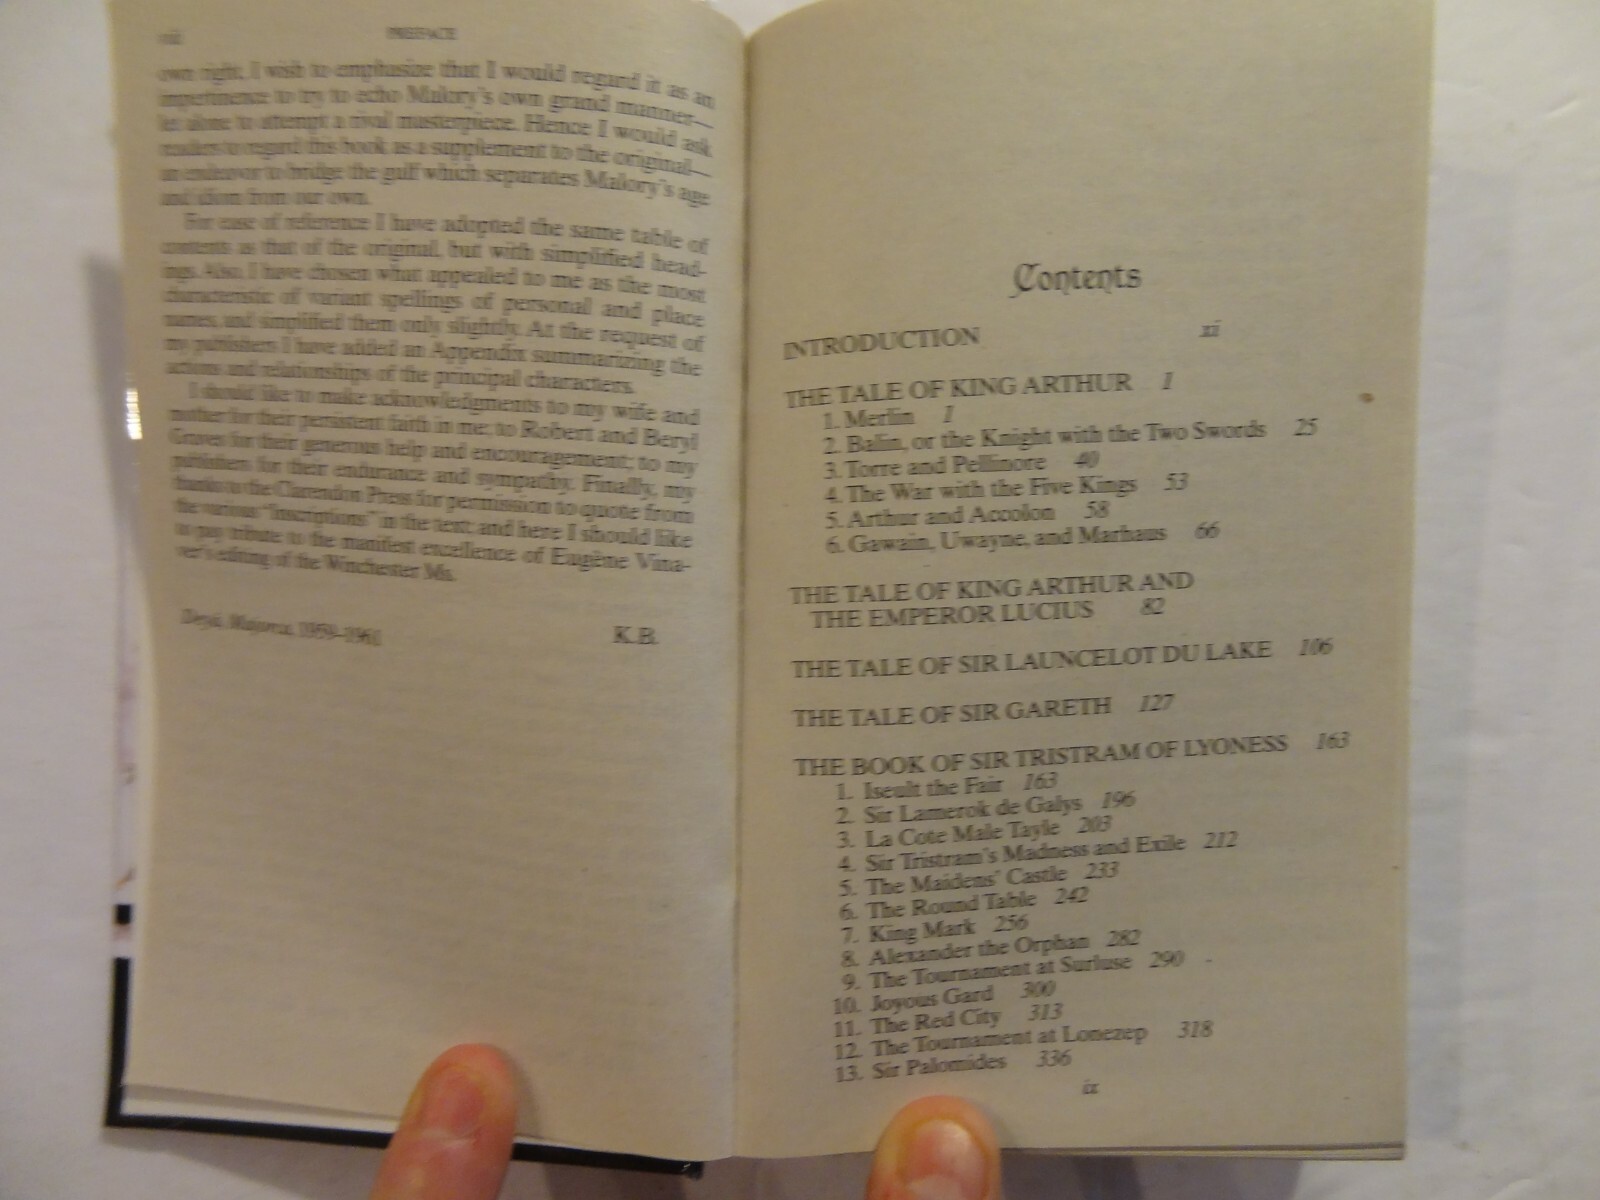 viii PREFACE
own right, I wish to emphasize that I would regard it as an
impertinence to try to echo Malory's own grand manner—
let alone to attempt a rival masterpiece. Hence I would ask
readers to regard this book as a supplement to the original—
an endeavor to bridge the gulf which separates Malory's age
and idiom from our own.
For ease of reference I have adopted the same table of
contents as that of the original, but with simplified head-
ings. Also, I have chosen what appealed to me as the most
characteristic of variant spellings of personal and place
names, and simplified them only slightly. At the request of
my publishers I have added an Appendix summarizing the
actions and relationships of the principal characters.
I should like to make acknowledgments to my wife and
mother for their persistent faith in me; to Robert and Beryl
Graves for their generous help and encouragement; to my
publishers for their endurance and sympathy. Finally, my
thanks to the Clarendon Press for permission to quote from
the various "Inscriptions" in the text; and here I should like
to pay tribute to the manifest excellence of Eugène Vina-
ver's editing of the Winchester Ms.
Deyá, Majorca, 1959–1961 K.B.
Contents
INTRODUCTION xi
THE TALE OF KING ARTHUR 1
1. Merlin 1
2. Balin, or the Knight with the Two Swords 25
3. Torre and Pellinore 40
4. The War with the Five Kings 53
5. Arthur and Accolon 58
6. Gawain, Uwayne, and Marhaus 66
THE TALE OF KING ARTHUR AND
THE EMPEROR LUCIUS 82
THE TALE OF SIR LAUNCELOT DU LAKE 106
THE TALE OF SIR GARETH 127
THE BOOK OF SIR TRISTRAM OF LYONESS 163
1. Iseult the Fair 163
2. Sir Lamerok de Galys 196
3. La Cote Male Tayle 203
4. Sir Tristram's Madness and Exile 212
5. The Maidens' Castle 233
6. The Round Table 242
7. King Mark 256
8. Alexander the Orphan 282
9. The Tournament at Surluse 290
10. Joyous Gard 300
11. The Red City 313
12. The Tournament at Lonezep 318
13. Sir Palomides 336
ix